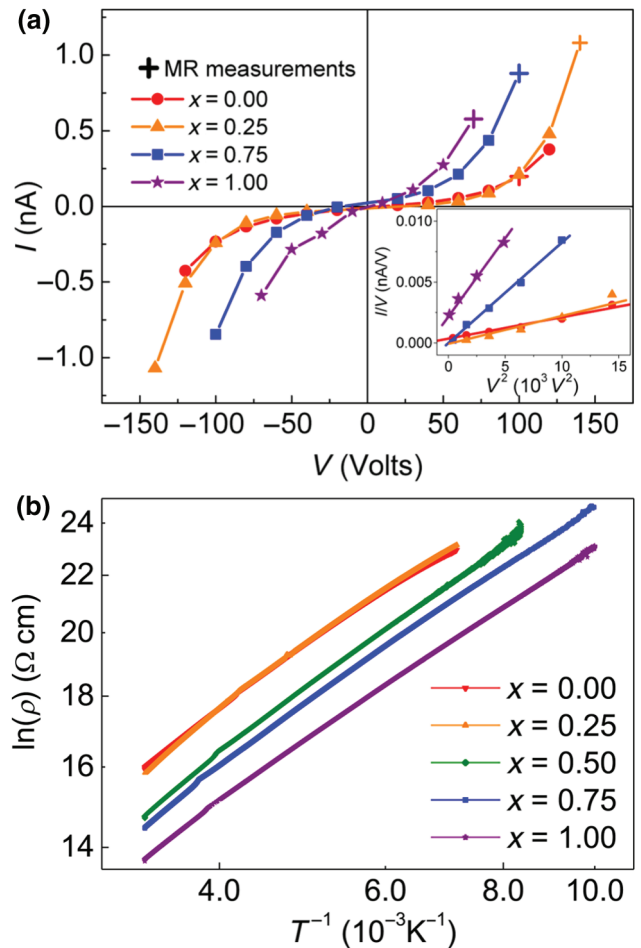 (a)
1.0
0.5
0.0
−0.5
−1.0
I (nA)
MR measurements
x = 0.00
x = 0.25
x = 0.75
x = 1.00
0.010
0.005
0.000
I/V (nA/V)
0 5 10 15
V² (10³ V²)
−150 −100 −50 0 50 100 150
V (Volts)
(b)
24
22
20
18
16
14
ln(ρ) (Ω cm)
x = 0.00
x = 0.25
x = 0.50
x = 0.75
x = 1.00
4.0 6.0 8.0 10.0
T⁻¹ (10⁻³K⁻¹)